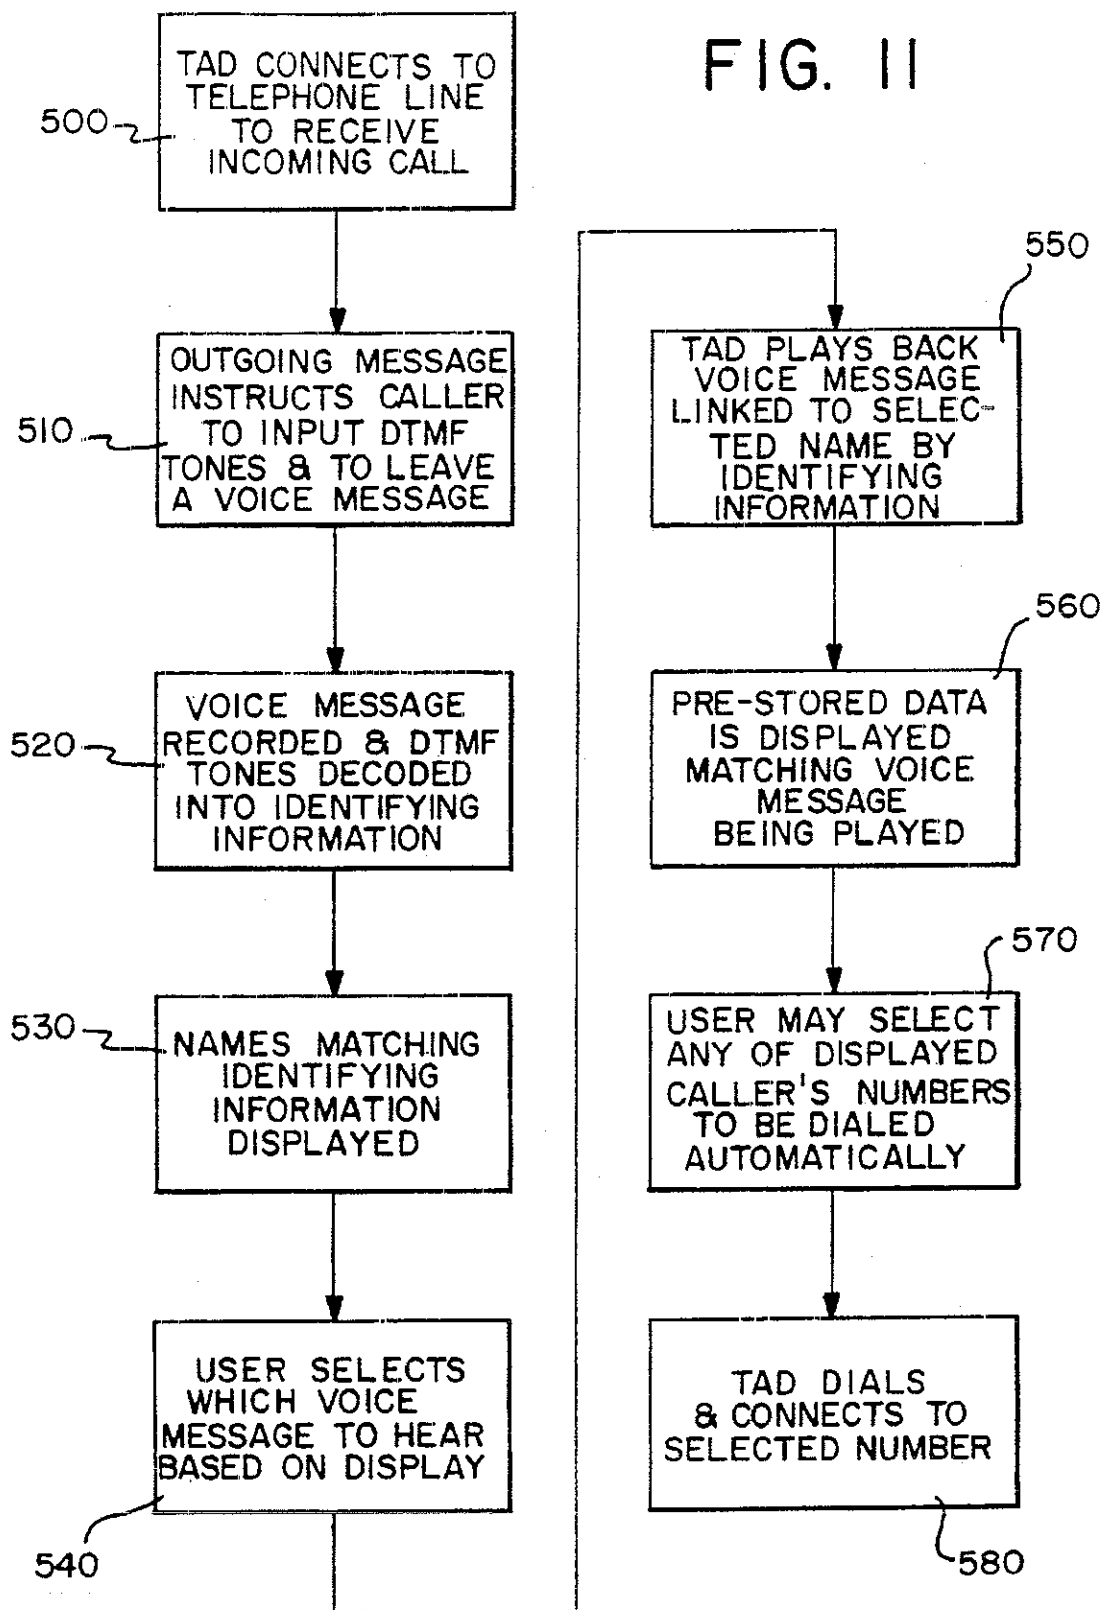 FIG. 11
500
TAD CONNECTS TO
TELEPHONE LINE
TO RECEIVE
INCOMING CALL
510
OUTGOING MESSAGE
INSTRUCTS CALLER
TO INPUT DTMF
TONES & TO LEAVE
A VOICE MESSAGE
520
VOICE MESSAGE
RECORDED & DTMF
TONES DECODED
INTO IDENTIFYING
INFORMATION
530
NAMES MATCHING
IDENTIFYING
INFORMATION
DISPLAYED
USER SELECTS
WHICH VOICE
MESSAGE TO HEAR
BASED ON DISPLAY
540
550
TAD PLAYS BACK
VOICE MESSAGE
LINKED TO SELEC-
TED NAME BY
IDENTIFYING
INFORMATION
560
PRE-STORED DATA
IS DISPLAYED
MATCHING VOICE
MESSAGE
BEING PLAYED
570
USER MAY SELECT
ANY OF DISPLAYED
CALLER'S NUMBERS
TO BE DIALED
AUTOMATICALLY
TAD DIALS
& CONNECTS TO
SELECTED NUMBER
580